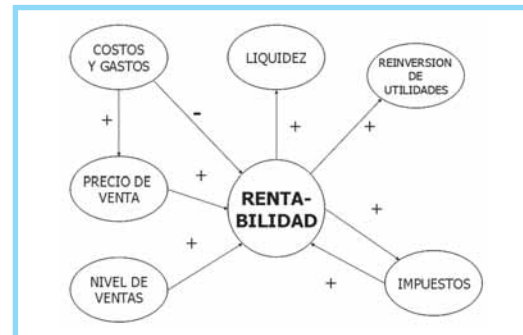 COSTOS
Y GASTOS
LIQUIDEZ
REINVERSION
DE
UTILIDADES
+
-
+
+
PRECIO DE
VENTA
+
RENTA-
BILIDAD
+
+
NIVEL DE
VENTAS
+
IMPUESTOS